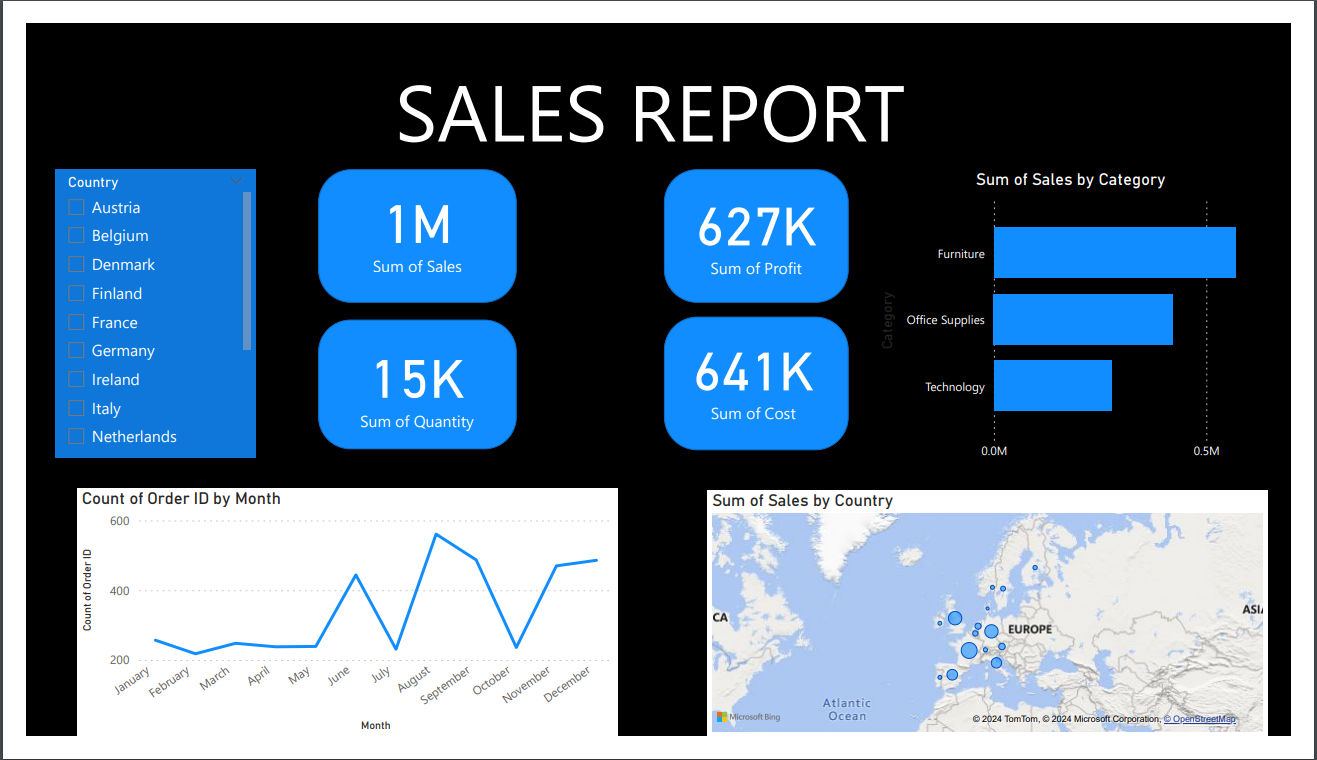 SALES REPORT
Country
Austria
Belgium
Denmark
Finland
France
Germany
Ireland
Italy
Netherlands
1M
Sum of Sales
15K
Sum of Quantity
627K
Sum of Profit
641K
Sum of Cost
Sum of Sales by Category
Category
Furniture
Office Supplies
Technology
0.0M
0.5M
Count of Order ID by Month
Count of Order ID
600
400
200
January
February
March
April
May
June
July
August
September
October
November
December
Month
Sum of Sales by Country
CA
EUROPE
ASIA
Atlantic
Ocean
Microsoft Bing
© 2024 TomTom, © 2024 Microsoft Corporation, © OpenStreetMap